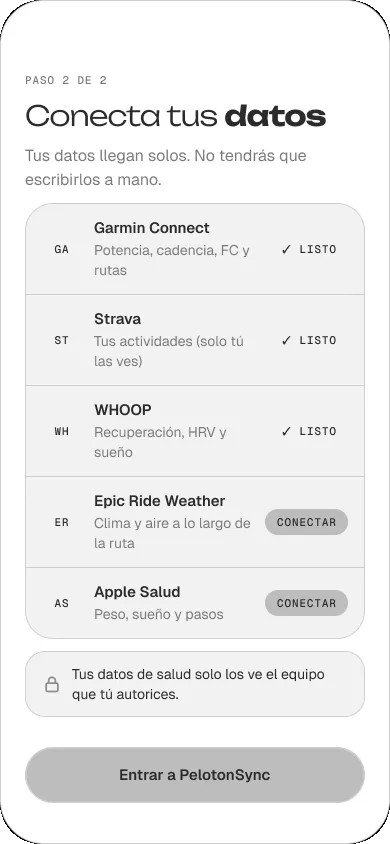 PASO 2 DE 2
Conecta tus datos
Tus datos llegan solos. No tendrás que
escribirlos a mano.
GA
Garmin Connect
Potencia, cadencia, FC y
rutas
✓ LISTO
ST
Strava
Tus actividades (solo tú
las ves)
✓ LISTO
WH
WHOOP
Recuperación, HRV y
sueño
✓ LISTO
ER
Epic Ride Weather
Clima y aire a lo largo de
la ruta
CONECTAR
AS
Apple Salud
Peso, sueño y pasos
CONECTAR
Tus datos de salud solo los ve el equipo
que tú autorices.
Entrar a PelotonSync